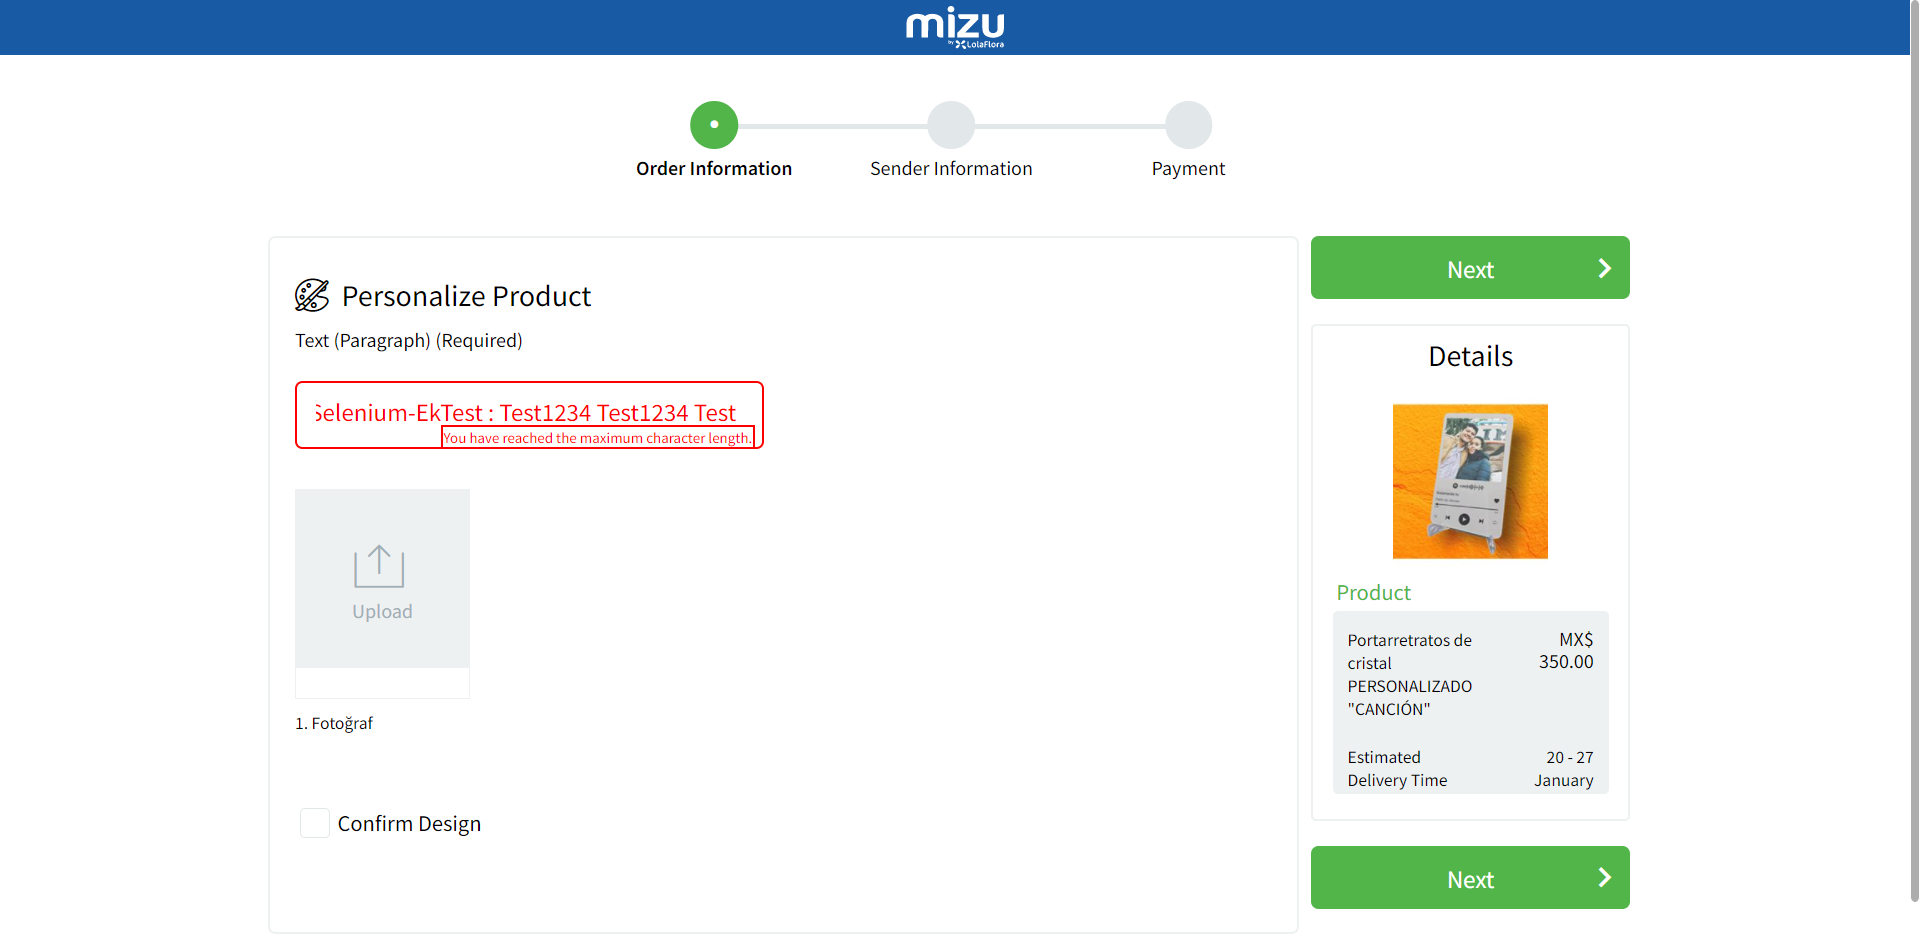 mizu
by LolaFlora
Order Information
Sender Information
Payment
Personalize Product
Text (Paragraph) (Required)
Selenium-EkTest : Test1234 Test1234 Test
You have reached the maximum character length.
Upload
1. Fotoğraf
Confirm Design
Next
Details
Product
Portarretratos de
cristal
PERSONALIZADO
"CANCIÓN"
MX$
350.00
Estimated
Delivery Time
20 - 27
January
Next